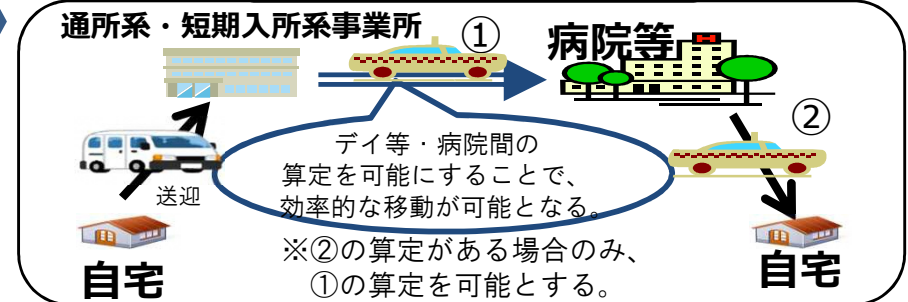 通所系・短期入所系事業所
①
病院等
②
デイ等・病院間の
算定を可能にすることで、
効率的な移動が可能となる。
送迎
※②の算定がある場合のみ、
①の算定を可能とする。
自宅
自宅